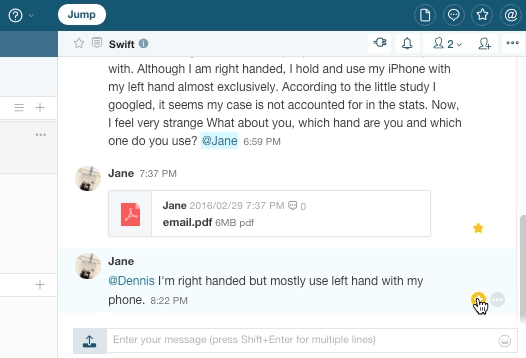 Jump
Swift
2
with. Although I am right handed, I hold and use my iPhone with
my left hand almost exclusively. According to the little study I
googled, it seems my case is not accounted for in the stats. Now,
I feel very strange What about you, which hand are you and which
one do you use? @Jane 6:59 PM
Jane 7:37 PM
Jane 2016/02/29 7:37 PM 0
email.pdf 6MB pdf
Jane
@Dennis I'm right handed but mostly use left hand with my
phone. 8:22 PM
Enter your message (press Shift+Enter for multiple lines)